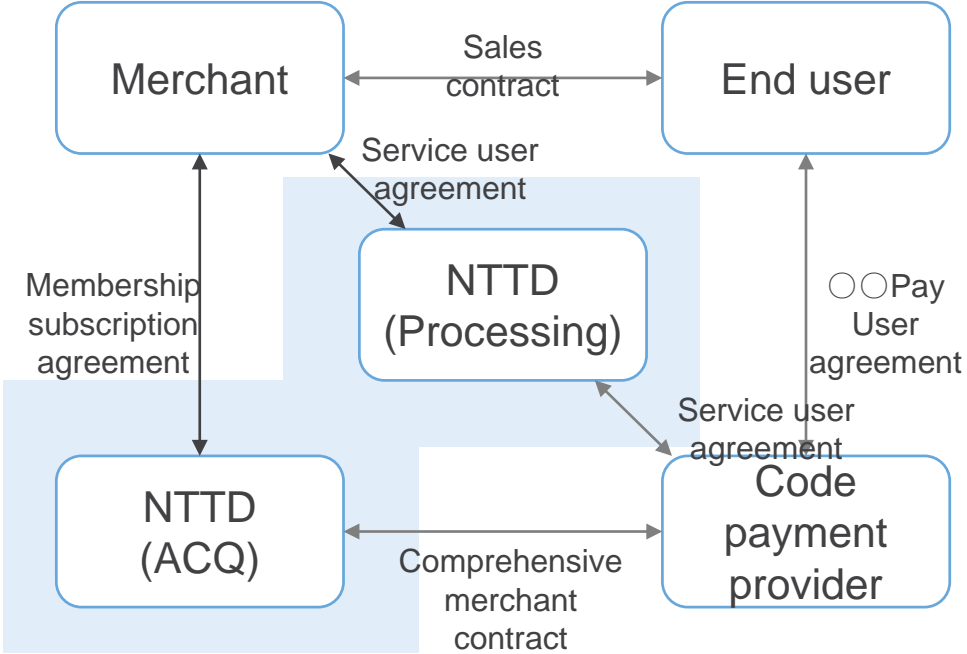 Merchant
Sales
contract
End user
Service user
agreement
NTTD
(Processing)
Membership
subscription
agreement
○○Pay
User
agreement
Service user
agreement
NTTD
(ACQ)
Comprehensive
merchant
contract
Code
payment
provider